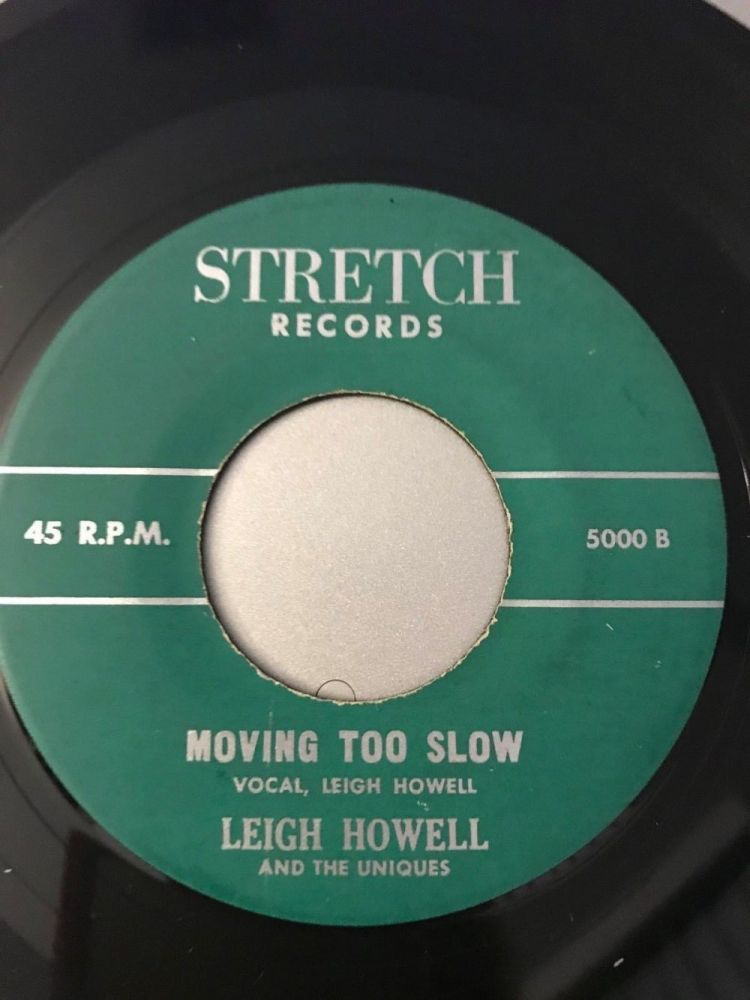 STRETCH
RECORDS
45 R.P.M.
5000 B
MOVING TOO SLOW
VOCAL, LEIGH HOWELL
LEIGH HOWELL
AND THE UNIQUES